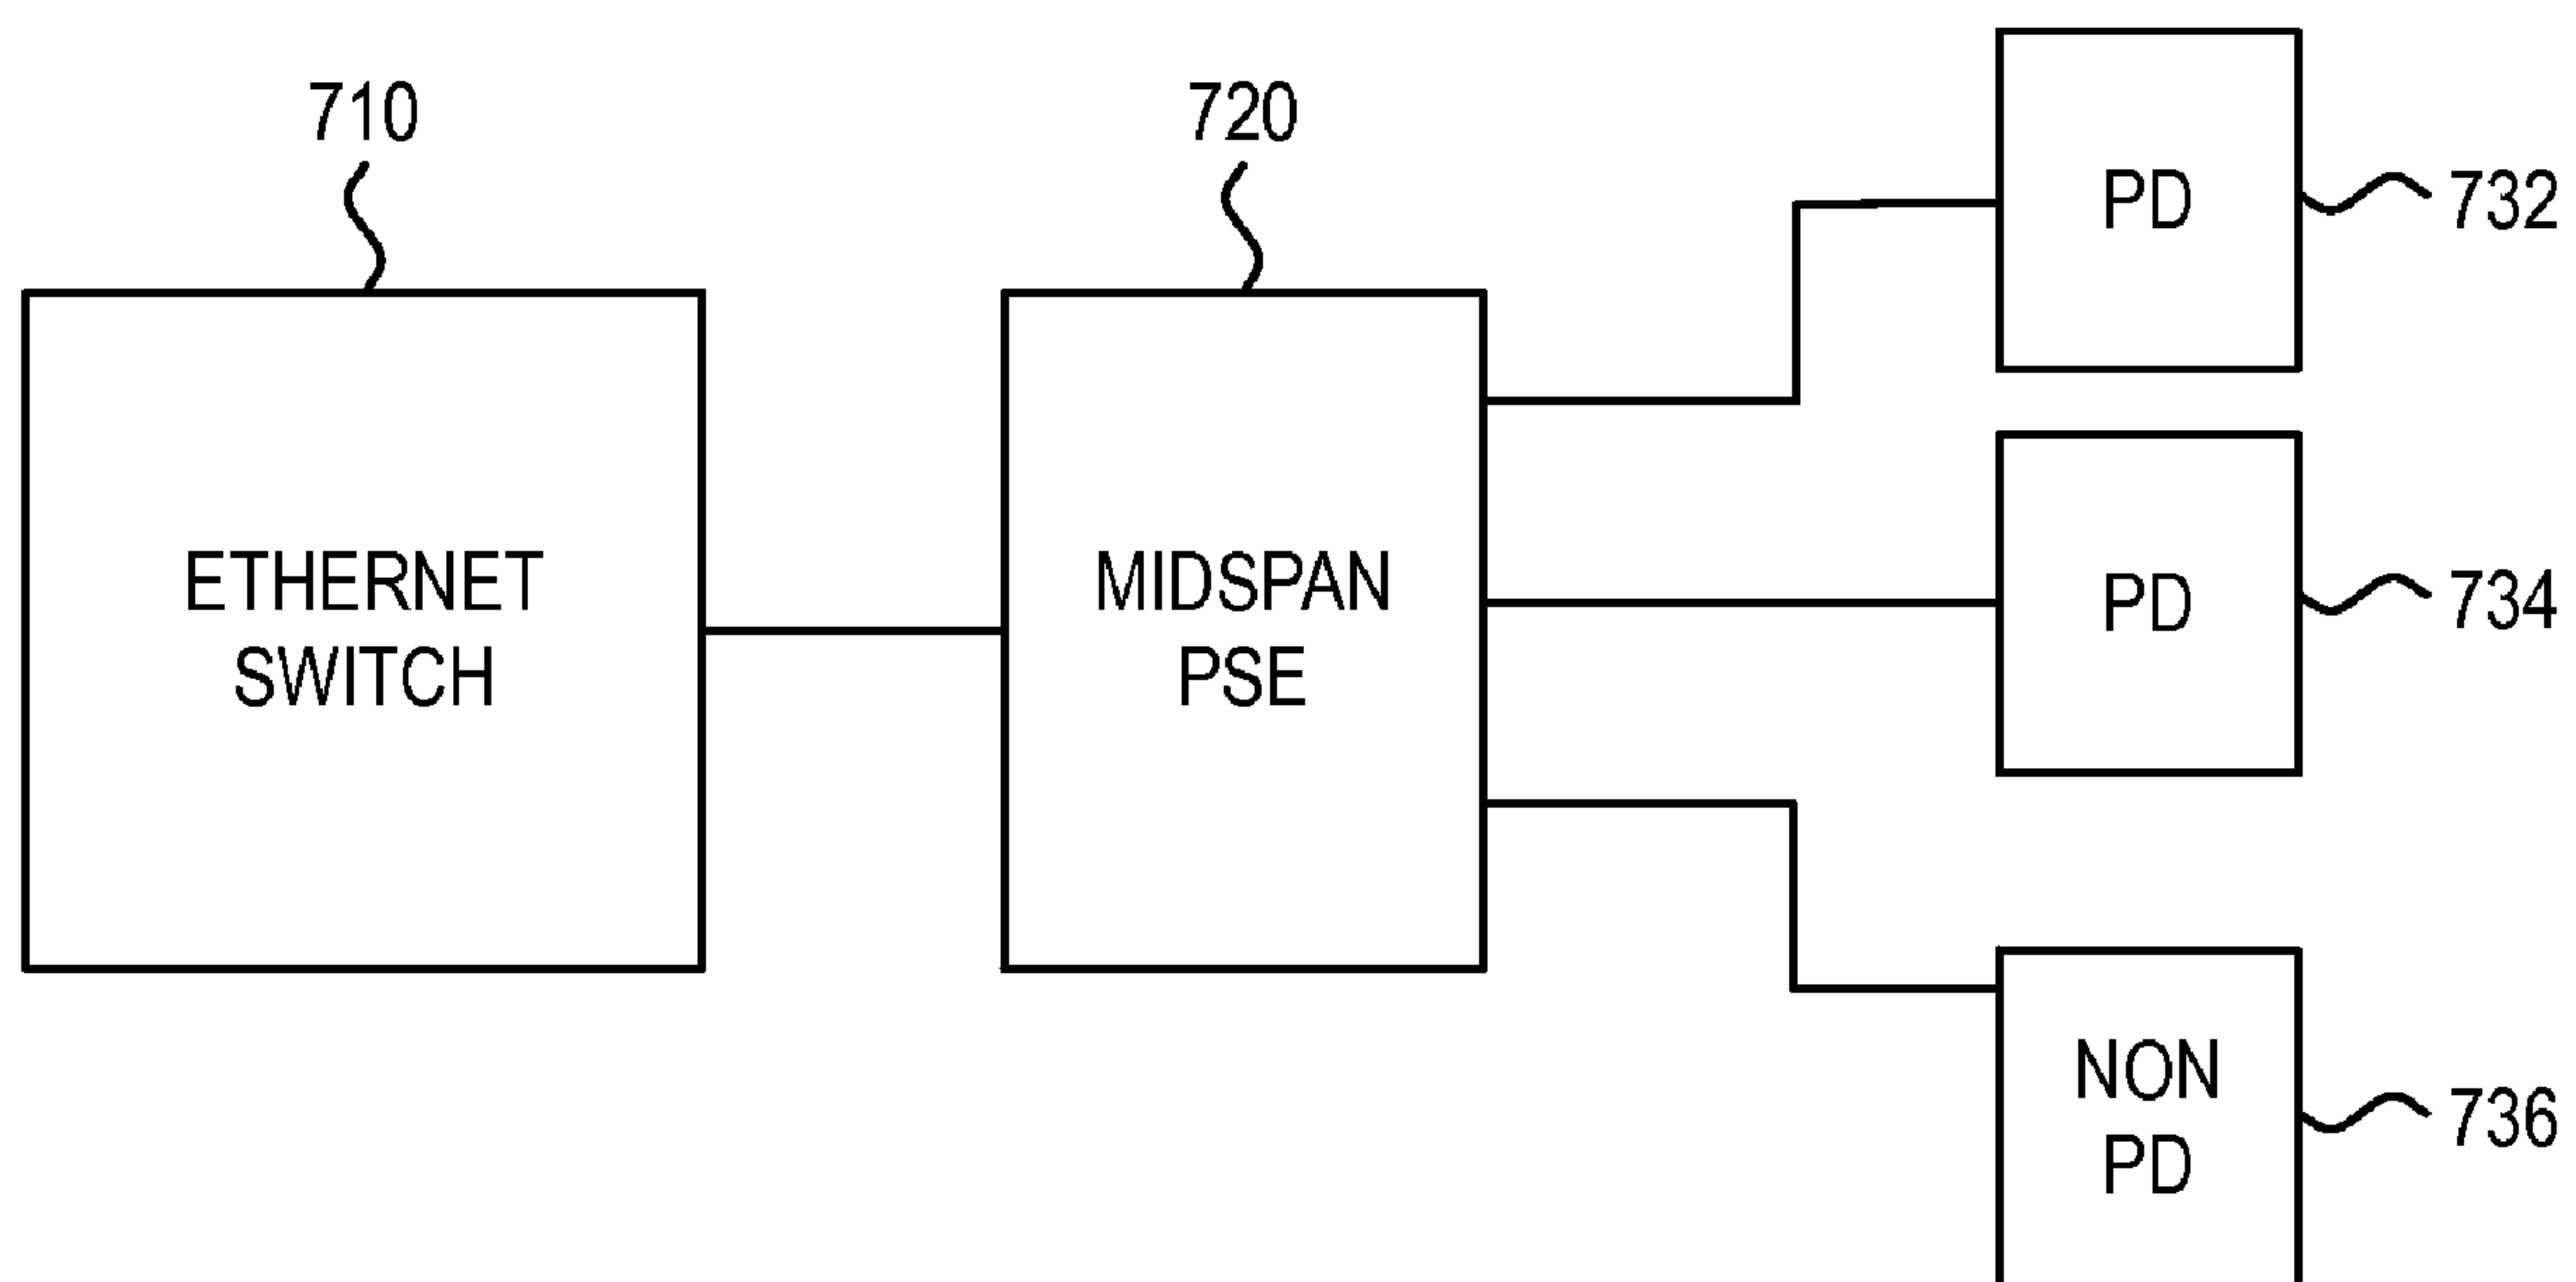 710
720
PD
732
ETHERNET
SWITCH
MIDSPAN
PSE
PD
734
NON
PD
736